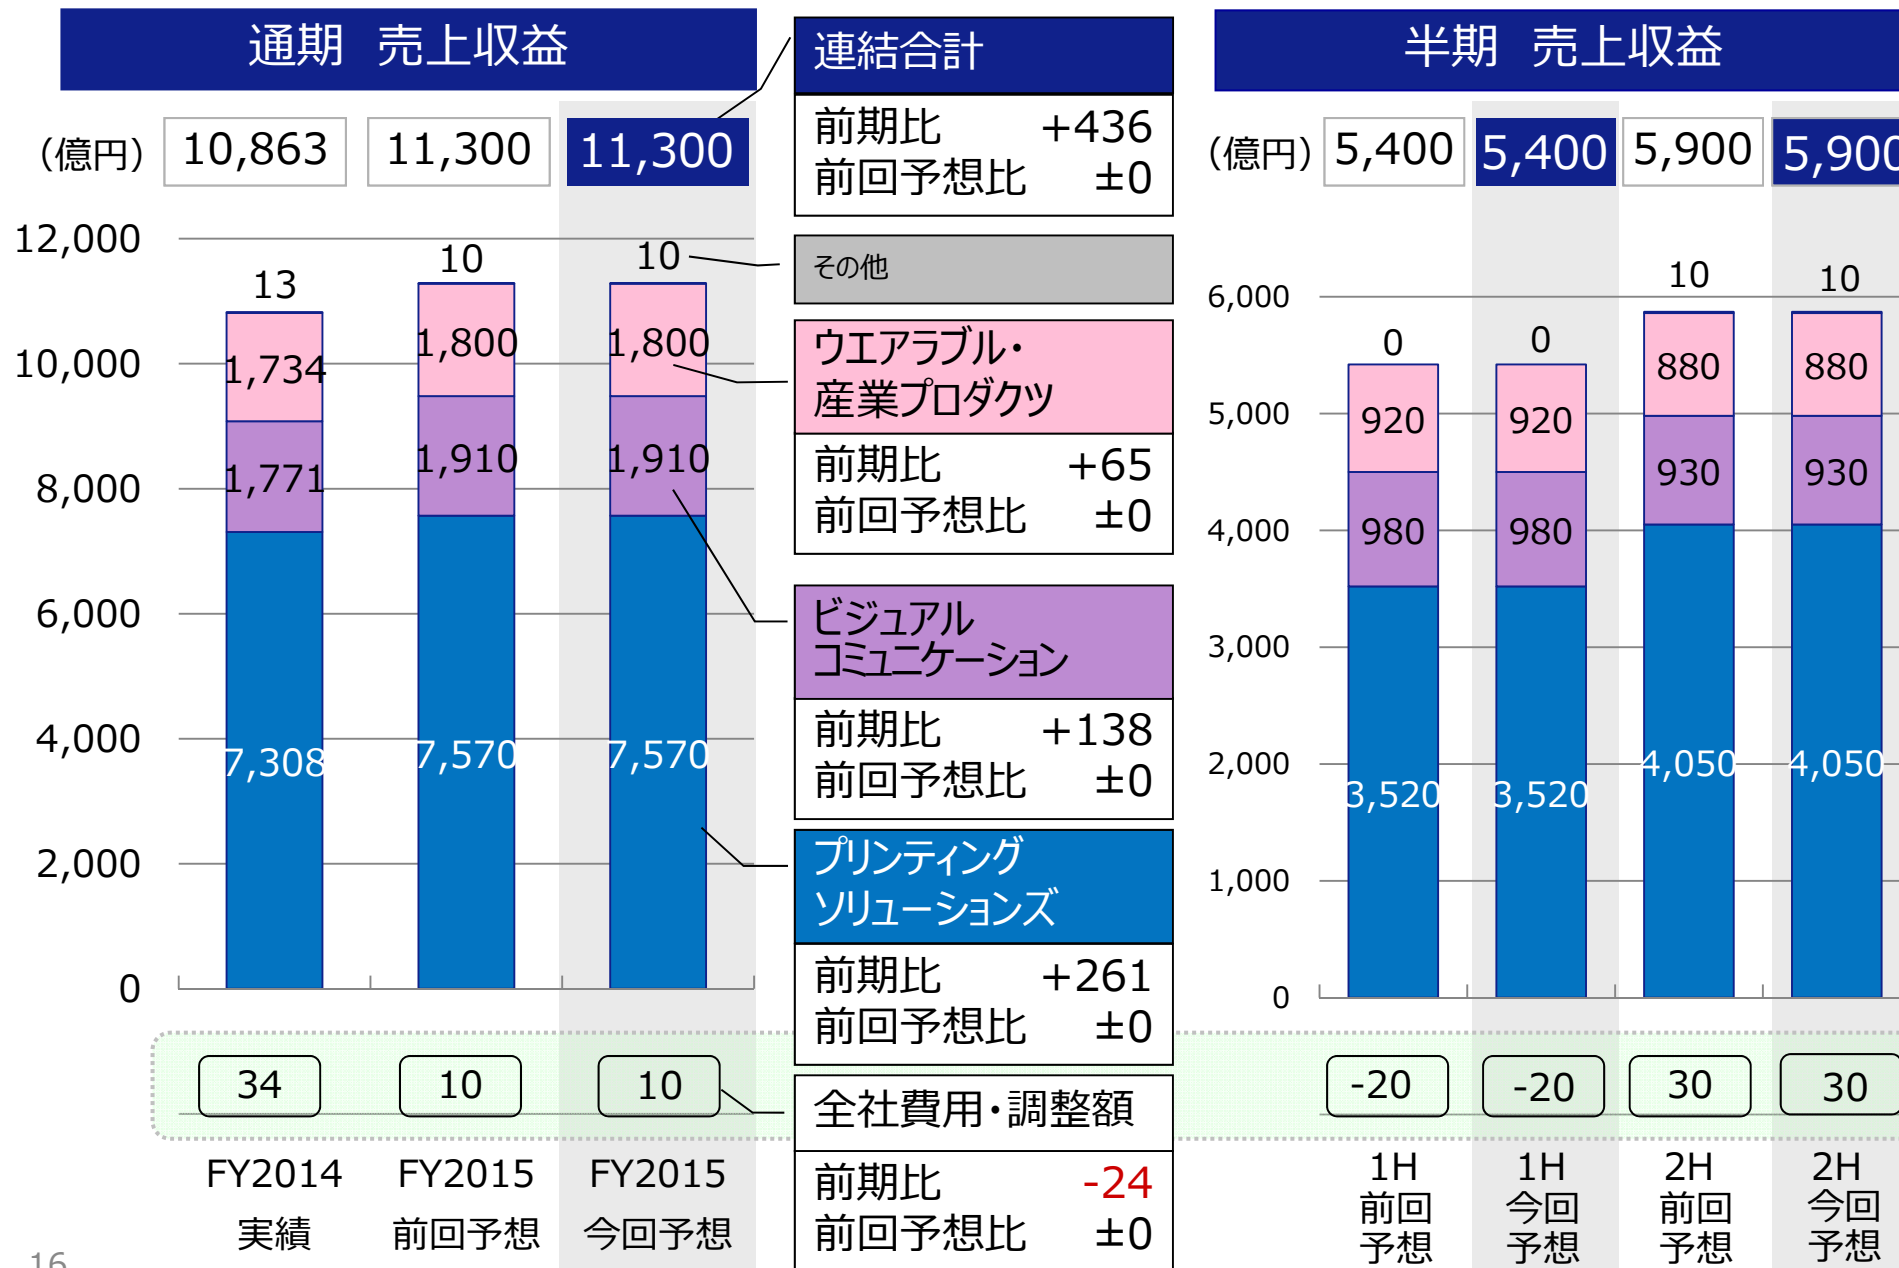 通期 売上収益
(億円)
10,863
11,300
11,300
12,000
10,000
8,000
6,000
4,000
2,000
0
13
1,734
1,771
7,308
10
1,800
1,910
7,570
10
1,800
1,910
7,570
34
10
10
FY2014
実績
FY2015
前回予想
FY2015
今回予想
16
連結合計
前期比 +436
前回予想比 ±0
その他
ウエアラブル・
産業プロダクツ
前期比 +65
前回予想比 ±0
ビジュアル
コミュニケーション
前期比 +138
前回予想比 ±0
プリンティング
ソリューションズ
前期比 +261
前回予想比 ±0
全社費用・調整額
前期比 -24
前回予想比 ±0
半期 売上収益
(億円)
5,400
5,400
5,900
5,900
6,000
5,000
4,000
3,000
2,000
1,000
0
0
920
980
3,520
0
920
980
3,520
10
880
930
4,050
10
880
930
4,050
-20
-20
30
30
1H
前回
予想
1H
今回
予想
2H
前回
予想
2H
今回
予想